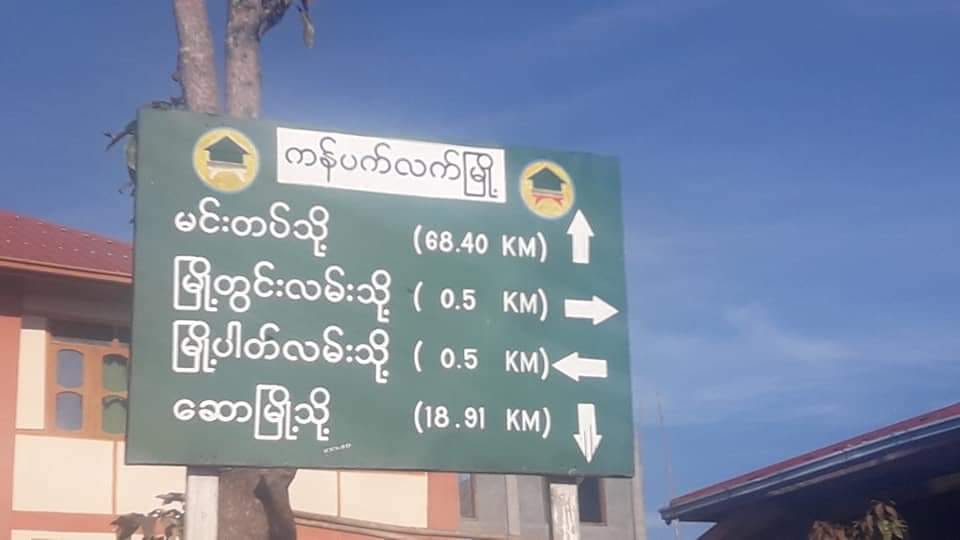 ကန်ပက်လက်မြို့
မင်းတပ်သို့ (68.40 KM)
မြို့တွင်းလမ်းသို့ ( 0.5 KM)
မြို့ပါတ်လမ်းသို့ ( 0.5 KM)
ဆောမြို့သို့ (18.91 KM)